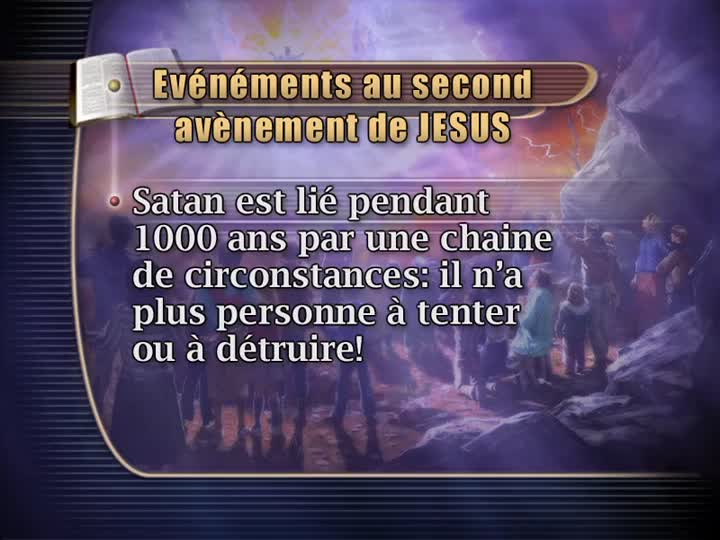 Evénéments au second
avènement de JESUS
Satan est lié pendant
1000 ans par une chaine
de circonstances: il n'a
plus personne à tenter
ou à détruire!